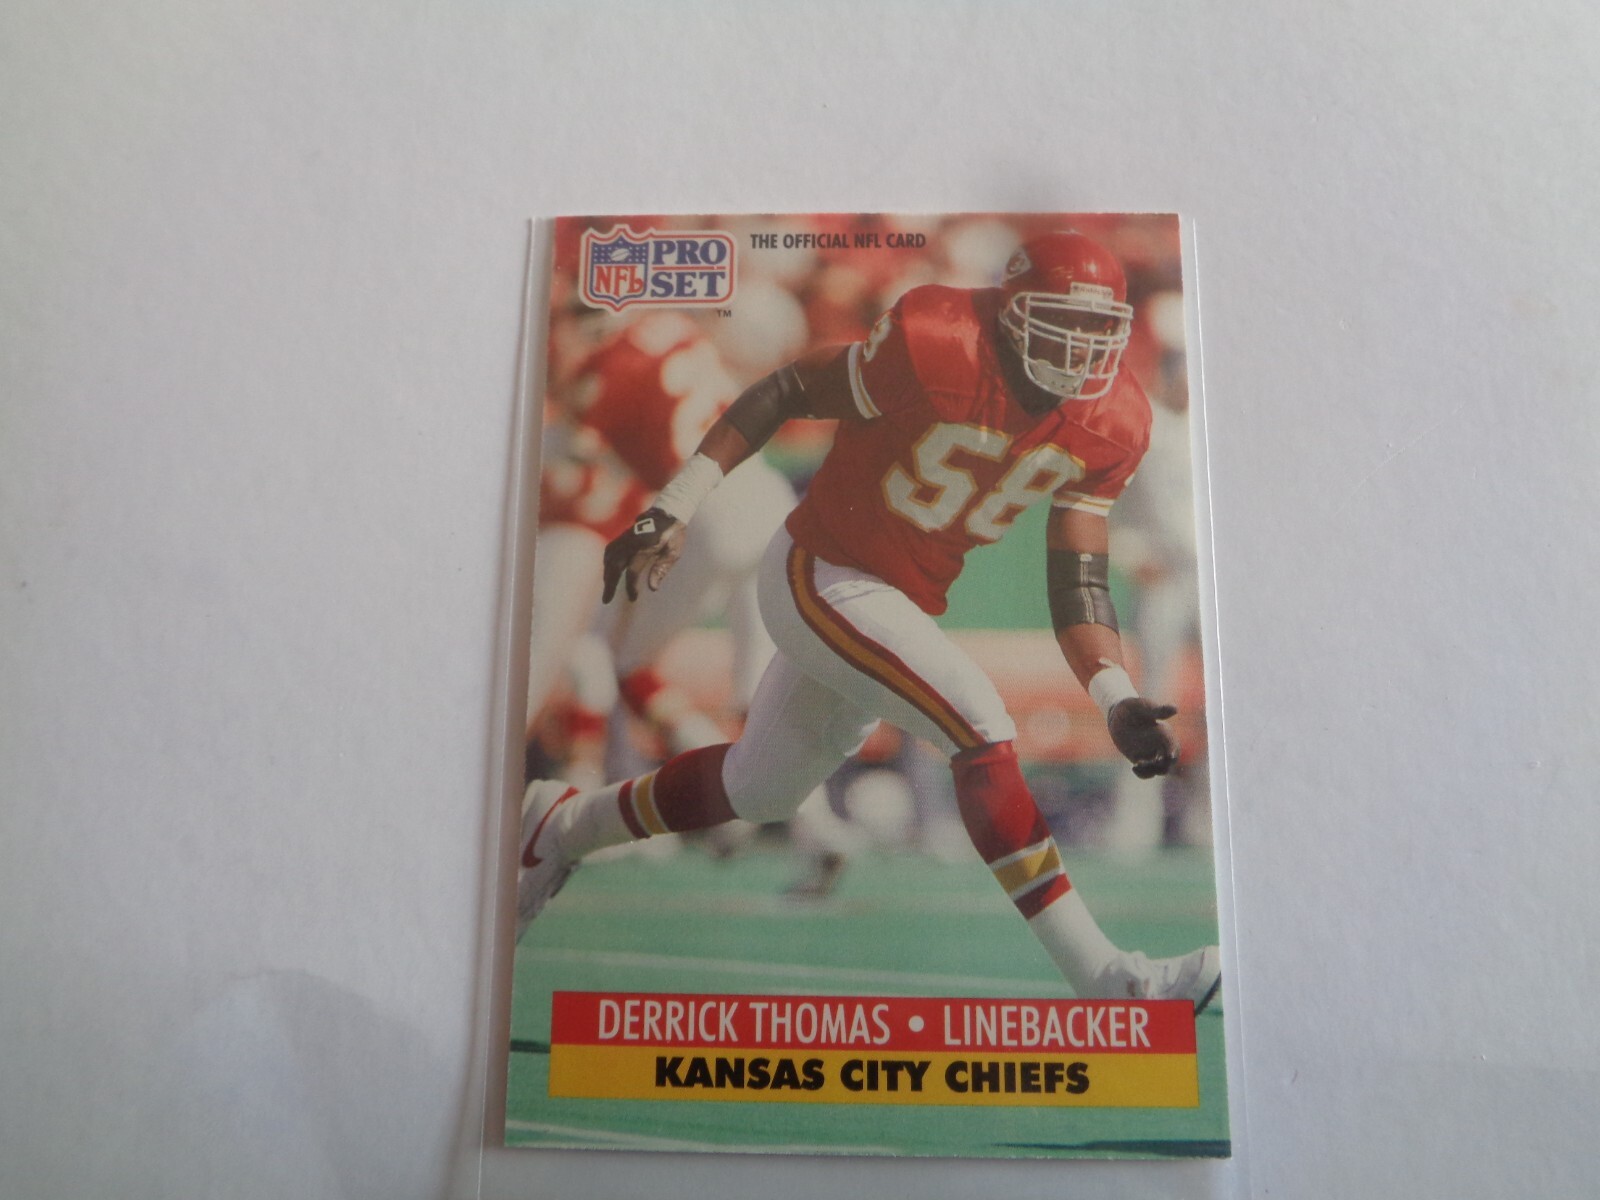 NFL PRO SET
™
THE OFFICIAL NFL CARD
58
DERRICK THOMAS • LINEBACKER
KANSAS CITY CHIEFS